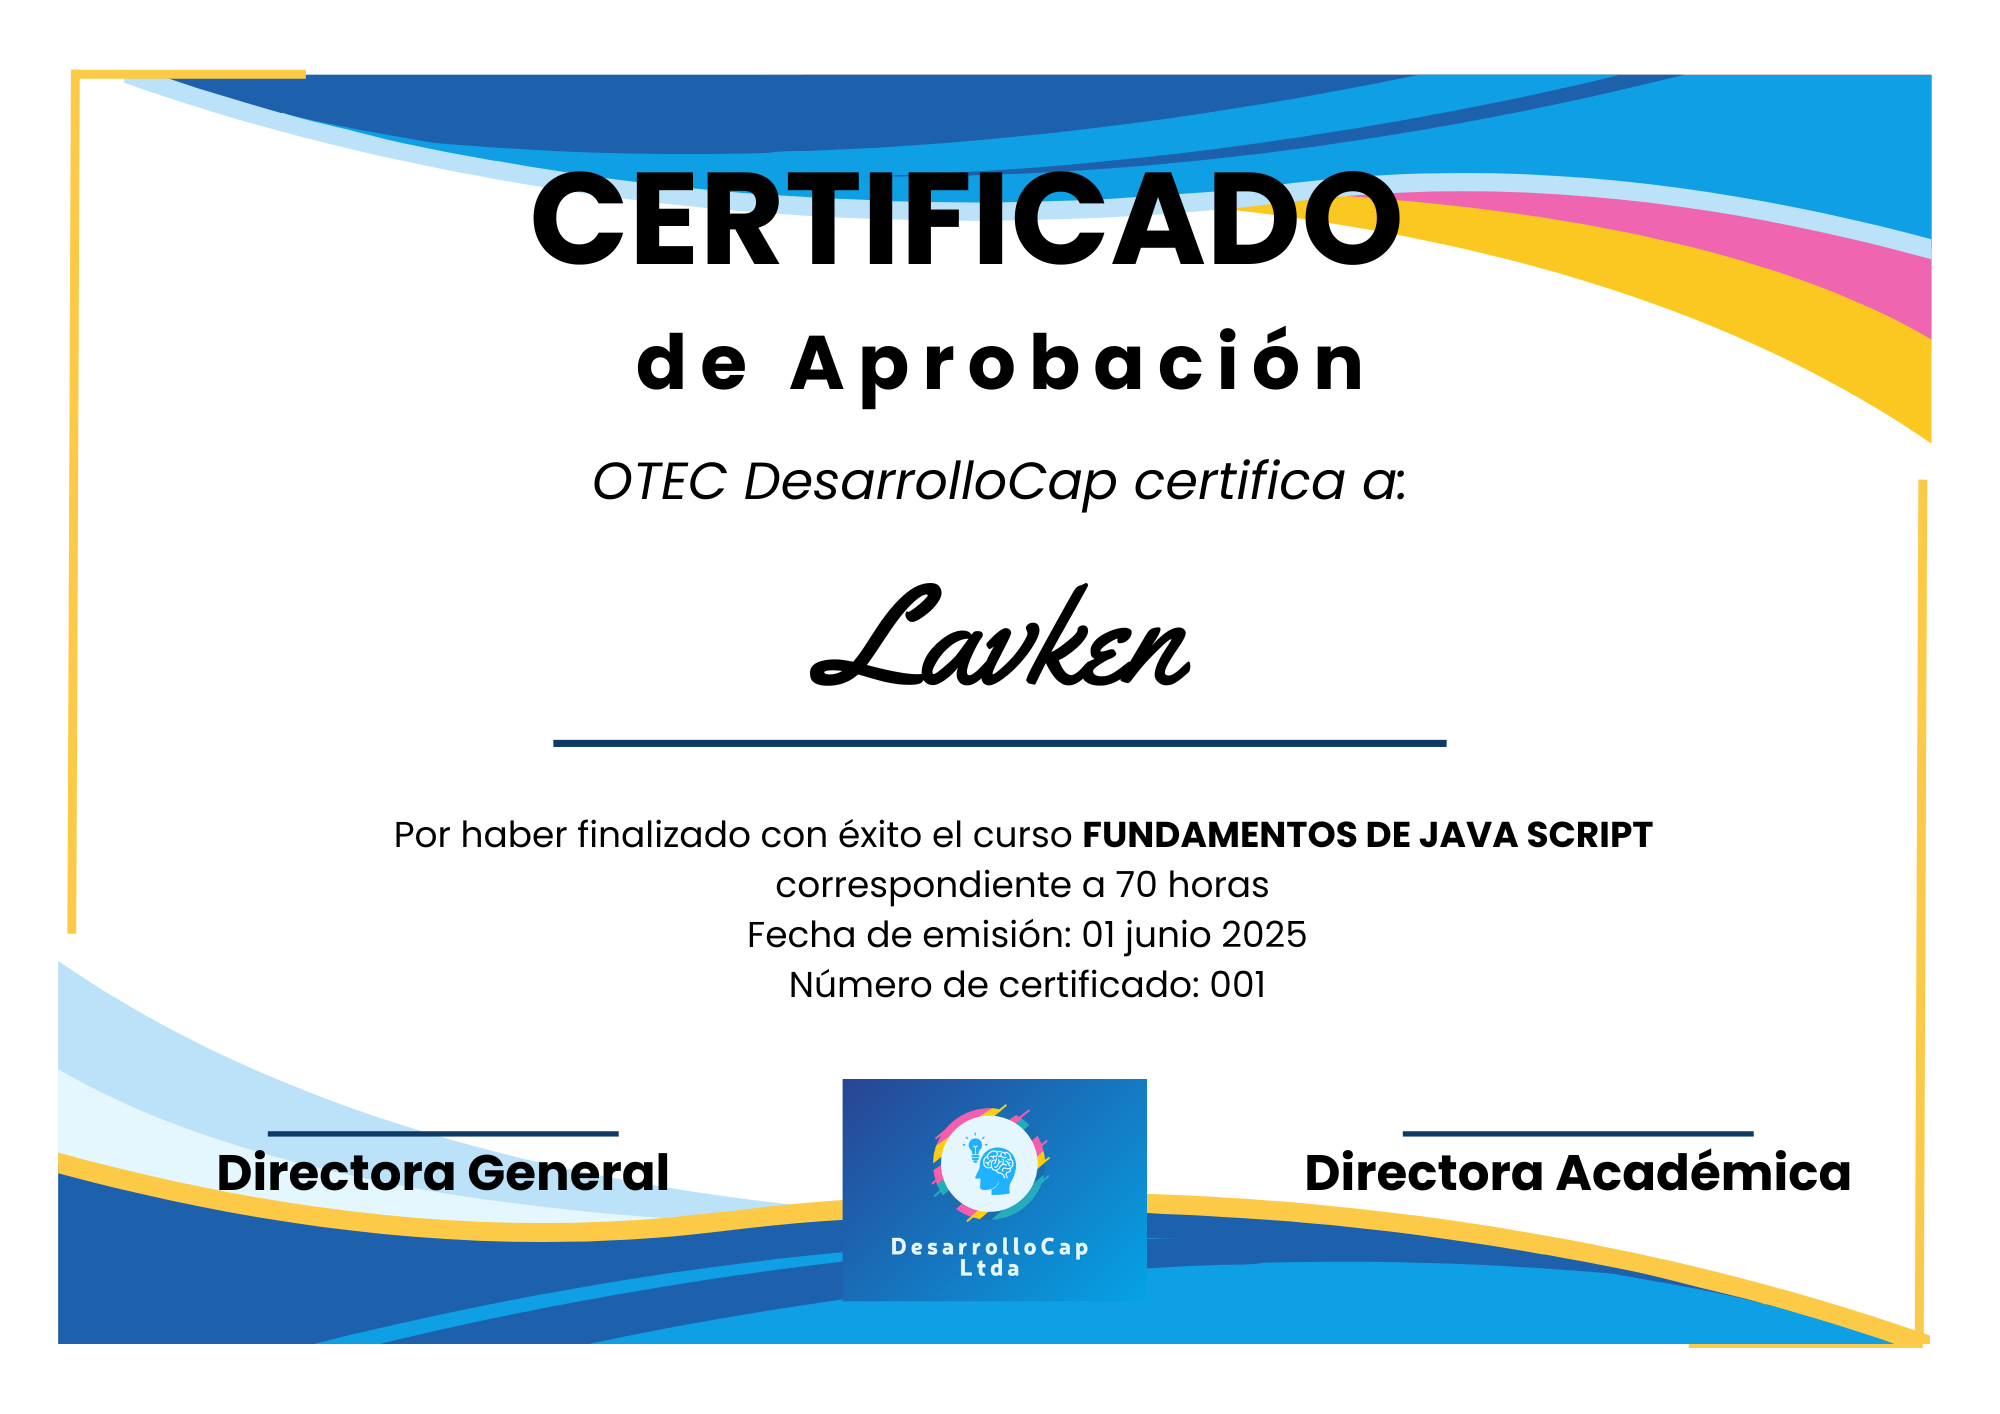 CERTIFICADO
de Aprobación
OTEC DesarrolloCap certifica a:
Lavken
Por haber finalizado con éxito el curso FUNDAMENTOS DE JAVA SCRIPT
correspondiente a 70 horas
Fecha de emisión: 01 junio 2025
Número de certificado: 001
Directora General
DesarrolloCap
Ltda
Directora Académica